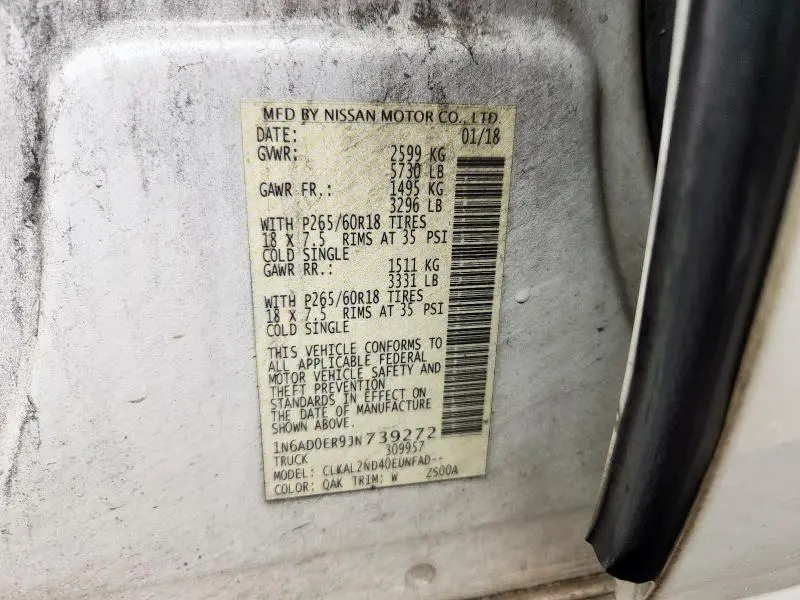 MFD BY NISSAN MOTOR CO., LTD.
DATE: 01/18
GVWR: 2599 KG
5730 LB
GAWR FR.: 1495 KG
3296 LB
WITH P265/60R18 TIRES
18 X 7.5 RIMS AT 35 PSI
COLD SINGLE
GAWR RR.: 1511 KG
3331 LB
WITH P265/60R18 TIRES
18 X 7.5 RIMS AT 35 PSI
COLD SINGLE
THIS VEHICLE CONFORMS TO
ALL APPLICABLE FEDERAL
MOTOR VEHICLE SAFETY AND
THEFT PREVENTION
STANDARDS IN EFFECT ON
THE DATE OF MANUFACTURE
SHOWN ABOVE.
1N6AD0ER9JN739272
TRUCK 309957
MODEL: CLKAL2ND40EUNFAD--
COLOR: QAK TRIM: W ZS00A